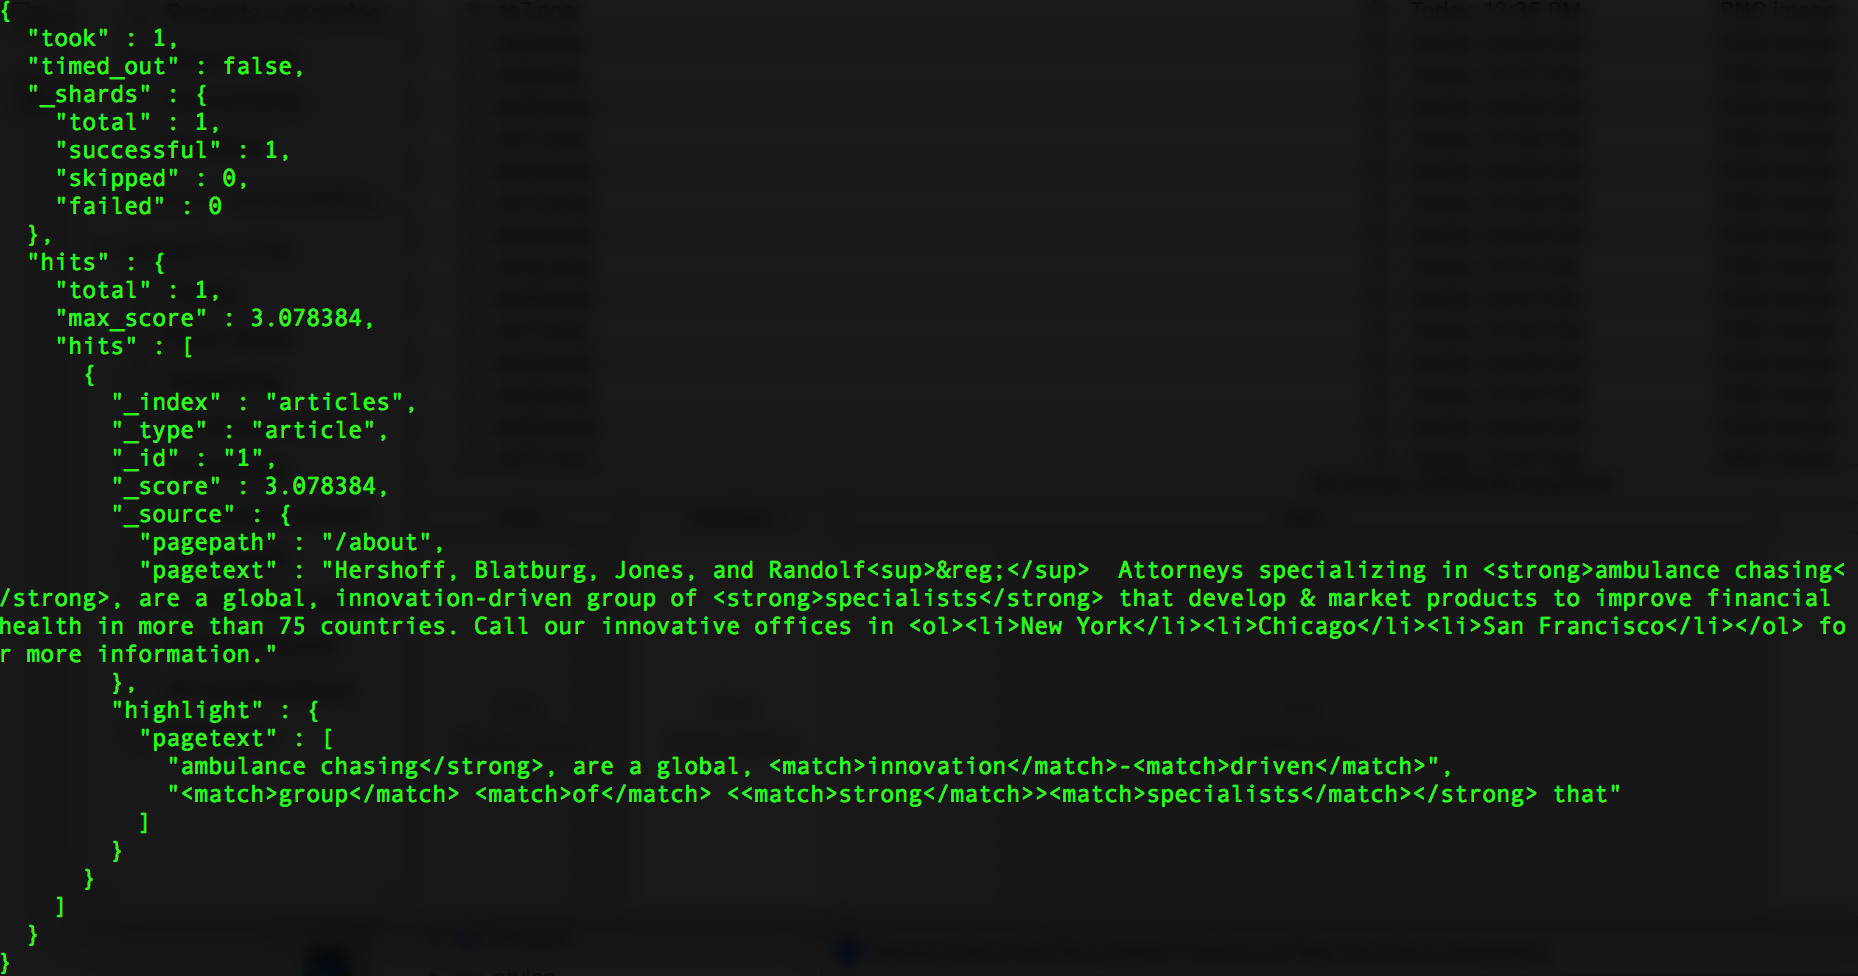 {
  "took" : 1,
  "timed_out" : false,
  "_shards" : {
    "total" : 1,
    "successful" : 1,
    "skipped" : 0,
    "failed" : 0
  },
  "hits" : {
    "total" : 1,
    "max_score" : 3.078384,
    "hits" : [
      {
        "_index" : "articles",
        "_type" : "article",
        "_id" : "1",
        "_score" : 3.078384,
        "_source" : {
          "pagepath" : "/about",
          "pagetext" : "Hershoff, Blatburg, Jones, and Randolf<sup>&reg;</sup>  Attorneys specializing in <strong>ambulance chasing<
/strong>, are a global, innovation-driven group of <strong>specialists</strong> that develop & market products to improve financial
health in more than 75 countries. Call our innovative offices in <ol><li>New York</li><li>Chicago</li><li>San Francisco</li></ol> fo
r more information."
        },
        "highlight" : {
          "pagetext" : [
            "ambulance chasing</strong>, are a global, <match>innovation</match>-<match>driven</match>",
            "<match>group</match> <match>of</match> <<match>strong</match>><match>specialists</match></strong> that"
          ]
        }
      }
    ]
  }
}